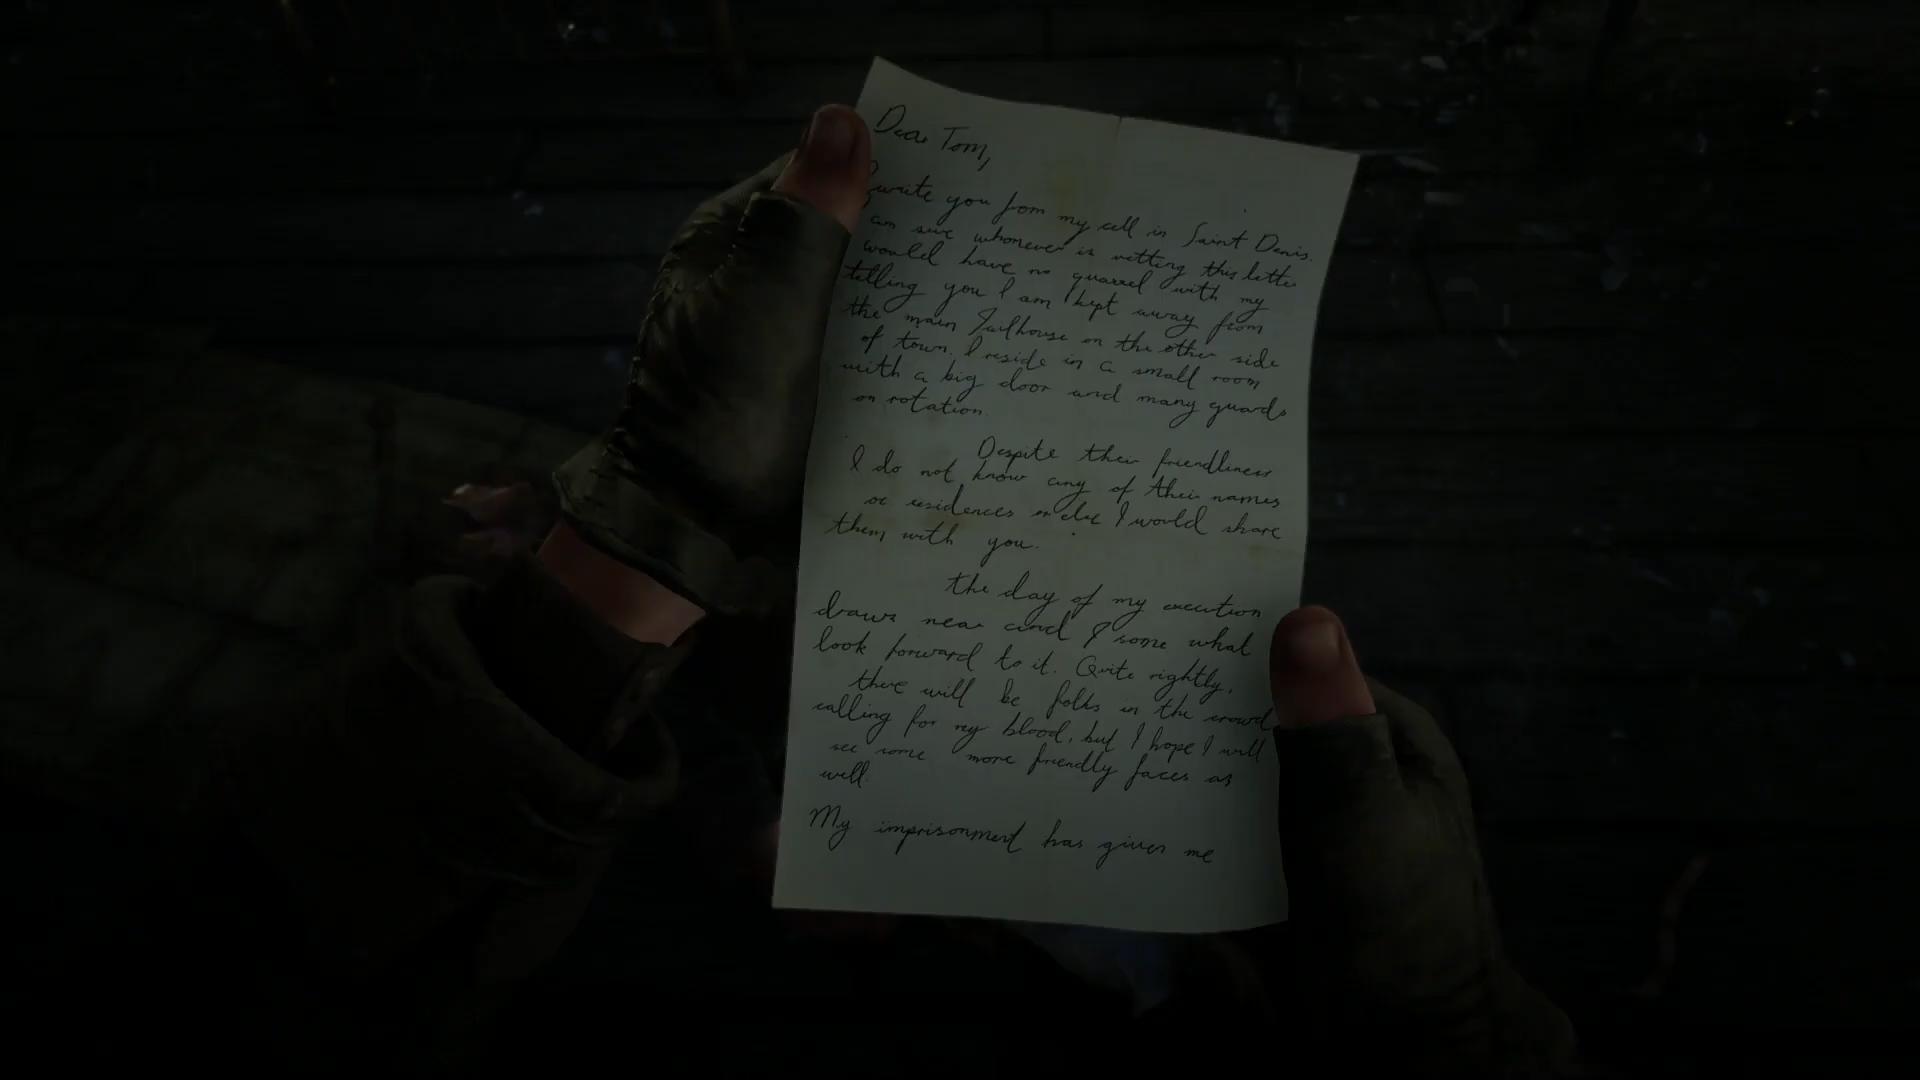 Dear Tom,
I write you from my cell in Saint Denis. I
am sure whomever is vetting this letter
would have no quarrel with my
telling you I am kept away from
the main Jailhouse on the other side
of town. I reside in a small room
with a big door and many guards
on rotation.
Despite their friendliness
I do not know any of their names
or residences or else I would share
them with you.
the day of my execution
draws near and I some what
look forward to it. Quite rightly,
there will be folks in the crowd
calling for my blood, but I hope I will
see some more friendly faces as
well.
My imprisonment has given me